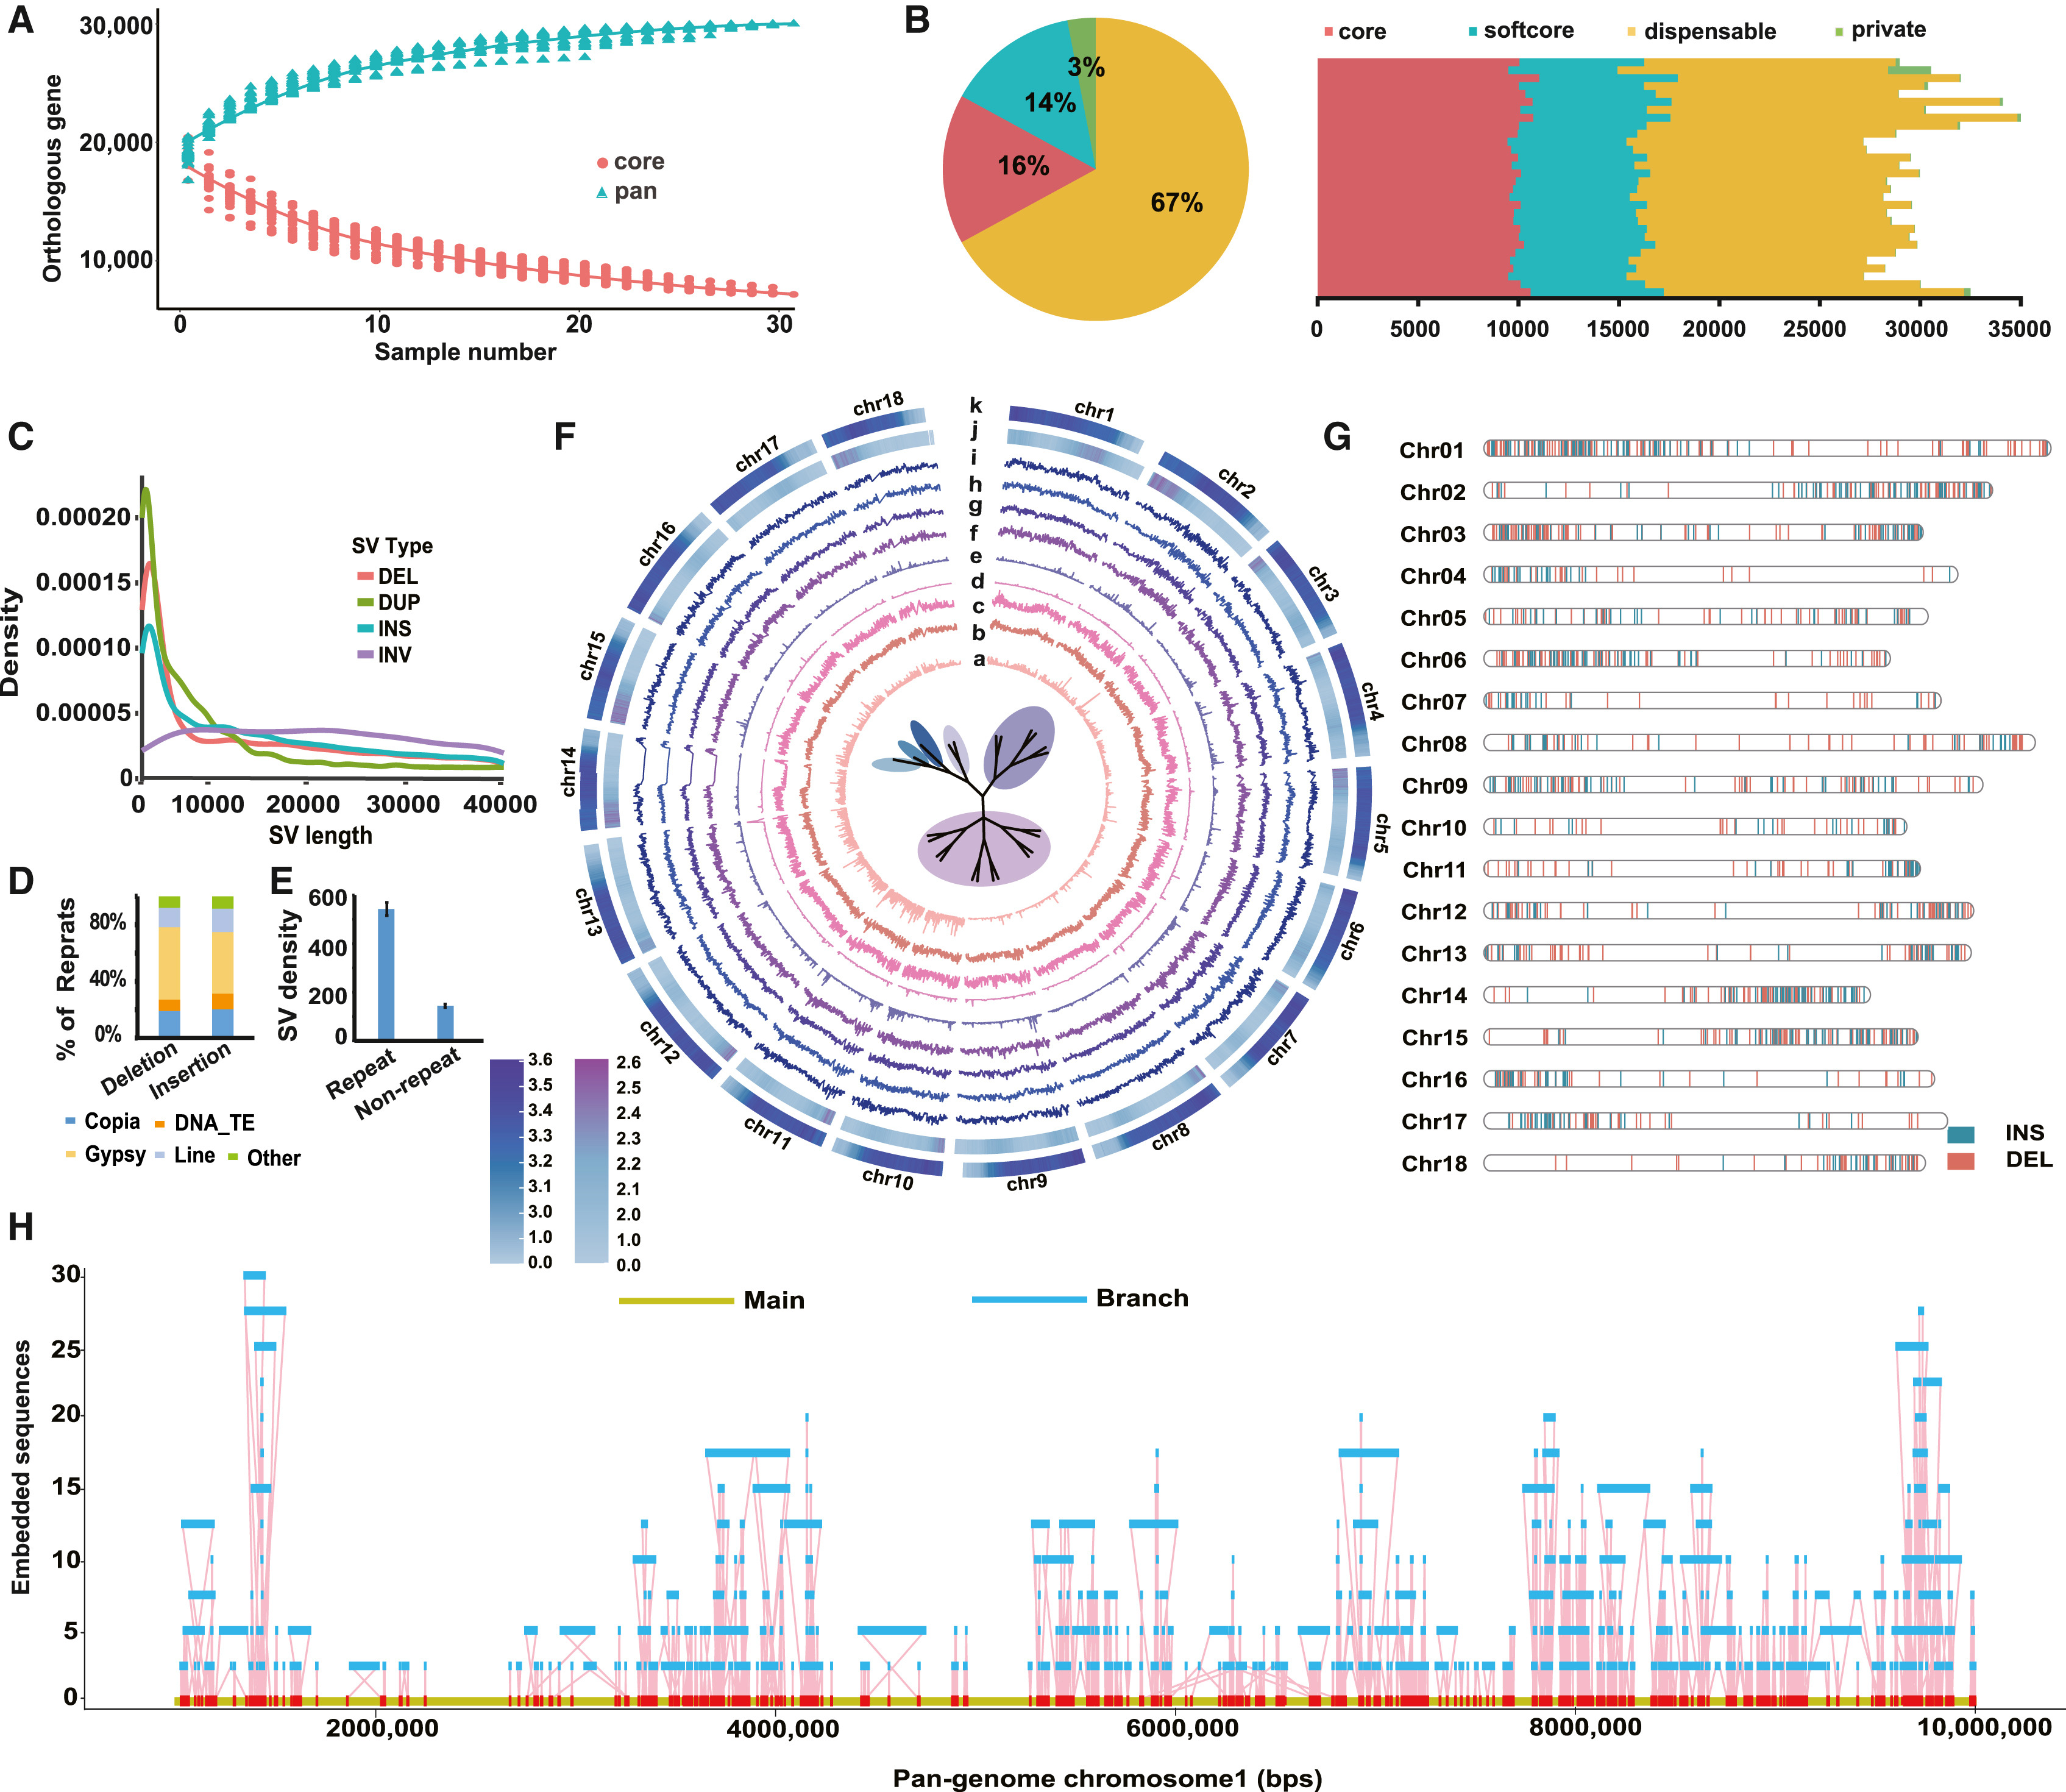 A
30,000
20,000
10,000
Orthologous gene
core
pan
0
10
20
30
Sample number
B
3%
14%
16%
67%
core
softcore
dispensable
private
0
5000
10000
15000
20000
25000
30000
35000
C
0.00020
0.00015
0.00010
0.00005
0
Density
SV Type
DEL
DUP
INS
INV
0
10000
20000
30000
40000
SV length
D
80%
40%
0%
% of Reprats
Deletion
Insertion
Copia
DNA_TE
Gypsy
Line
Other
E
600
400
200
0
SV density
Repeat
Non-repeat
F
k
j
i
h
g
f
e
d
c
b
a
chr1
chr2
chr3
chr4
chr5
chr6
chr7
chr8
chr9
chr10
chr11
chr12
chr13
chr14
chr15
chr16
chr17
chr18
3.6
3.5
3.4
3.3
3.2
3.1
3.0
1.0
0.0
2.6
2.5
2.4
2.3
2.2
2.1
2.0
1.0
0.0
G
Chr01
Chr02
Chr03
Chr04
Chr05
Chr06
Chr07
Chr08
Chr09
Chr10
Chr11
Chr12
Chr13
Chr14
Chr15
Chr16
Chr17
Chr18
INS
DEL
H
30
25
20
15
10
5
0
Embedded sequences
Main
Branch
2000,000
4000,000
6000,000
8000,000
10,000,000
Pan-genome chromosome1 (bps)